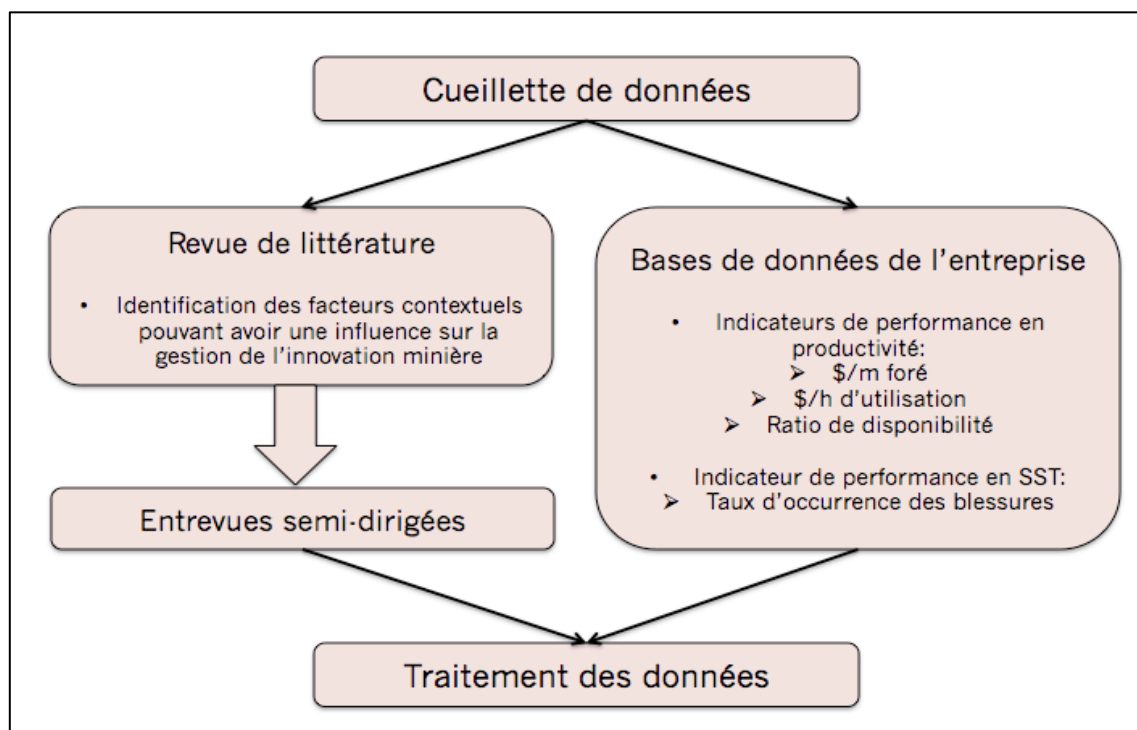 Cueillette de données
Revue de littérature
• Identification des facteurs contextuels
pouvant avoir une influence sur la
gestion de l'innovation minière
Entrevues semi-dirigées
Bases de données de l'entreprise
• Indicateurs de performance en
productivité:
➢ $/m foré
➢ $/h d'utilisation
➢ Ratio de disponibilité
• Indicateur de performance en SST:
➢ Taux d'occurrence des blessures
Traitement des données